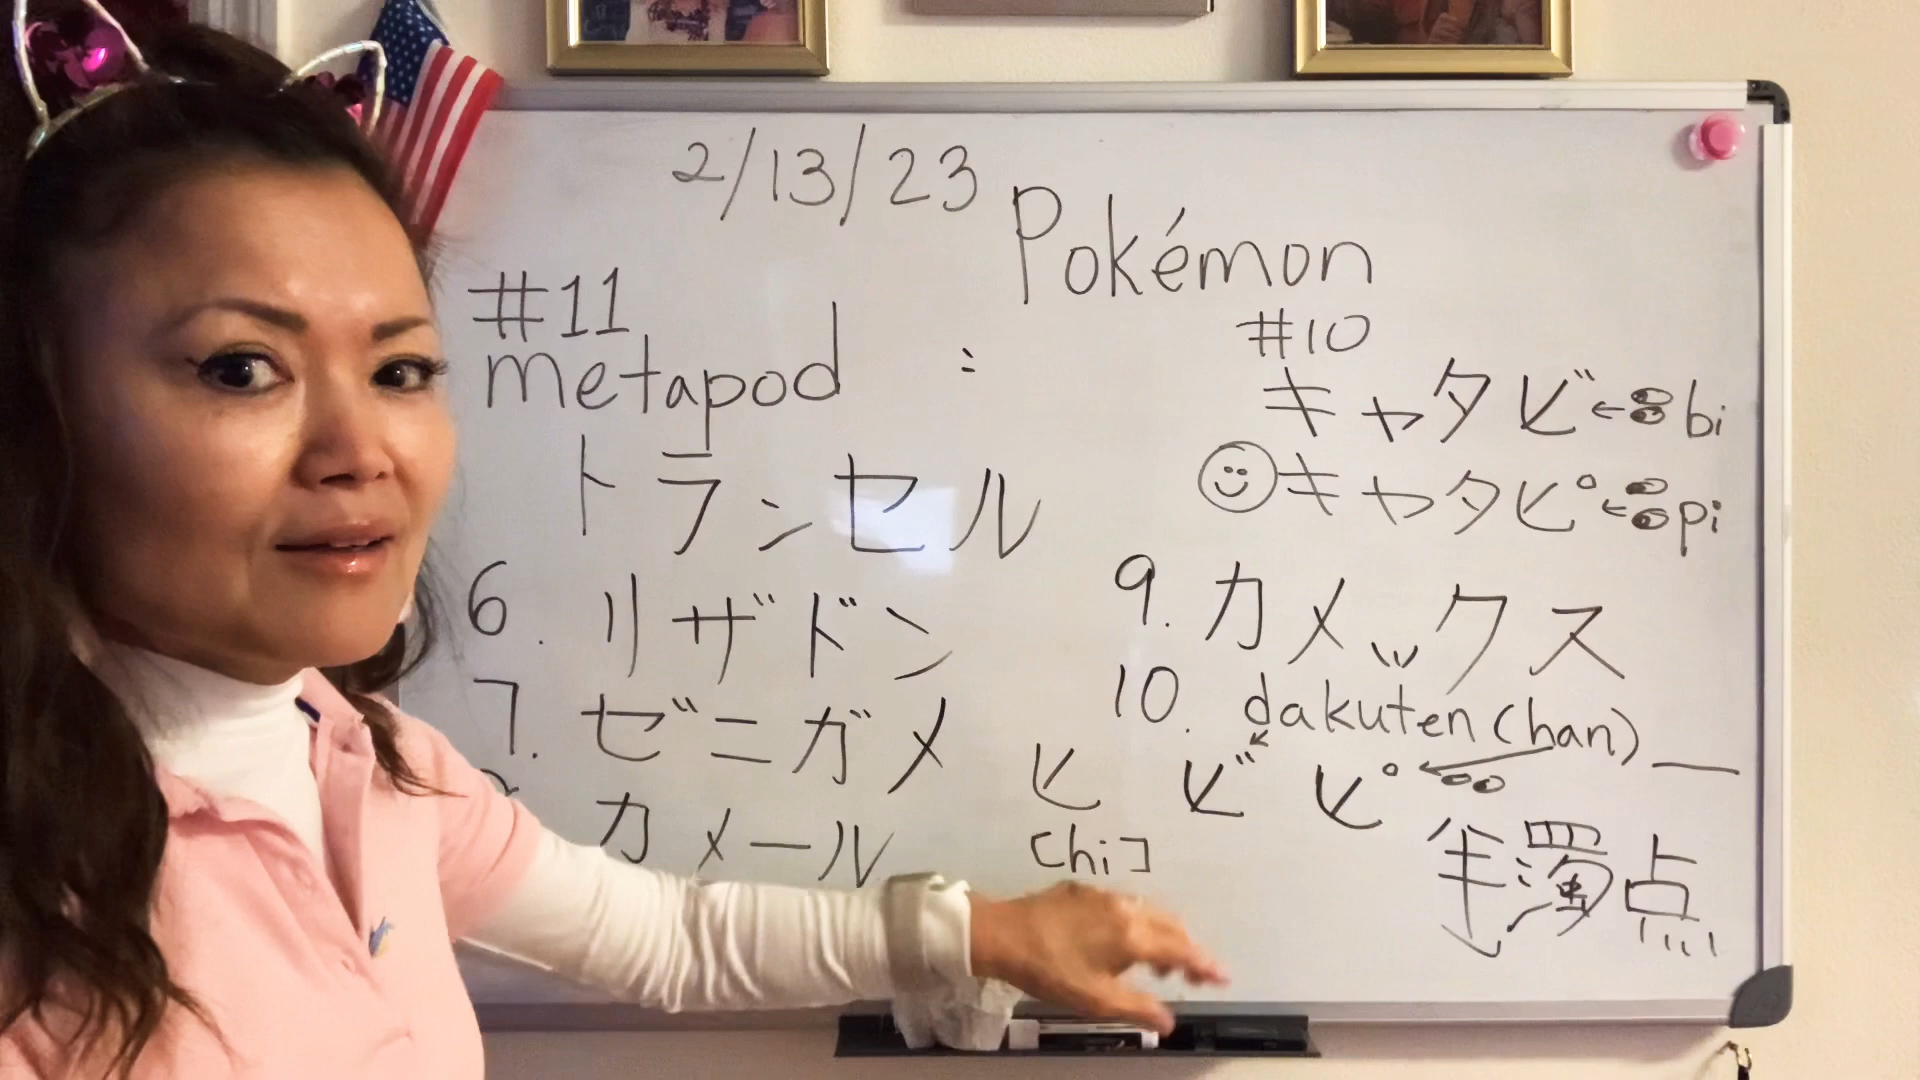 2/13/23
Pokémon
#11
metapod :
トランセル
6. リザドン
7. ゼニガメ
カメール
#10
キャタビ ← bi
キャタピ ← pi
9. カメックス
10. dakuten (han)
ヒ ビ ピ
[hi]
半濁点